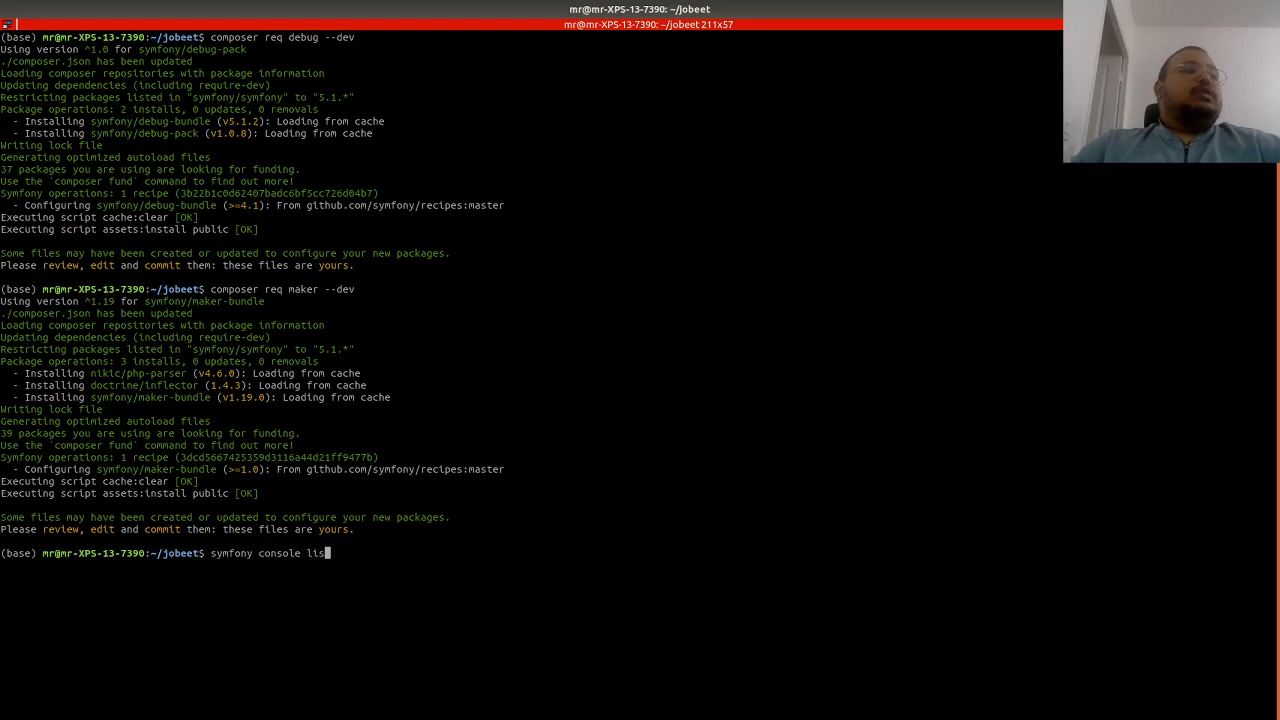 mr@mr-XPS-13-7390: ~/jobeet
mr@mr-XPS-13-7390: ~/jobeet 211x57
(base) mr@mr-XPS-13-7390:~/jobeet$ composer req debug --dev
Using version ^1.0 for symfony/debug-pack
./composer.json has been updated
Loading composer repositories with package information
Updating dependencies (including require-dev)
Restricting packages listed in "symfony/symfony" to "5.1.*"
Package operations: 2 installs, 0 updates, 0 removals
  - Installing symfony/debug-bundle (v5.1.2): Loading from cache
  - Installing symfony/debug-pack (v1.0.8): Loading from cache
Writing lock file
Generating optimized autoload files
37 packages you are using are looking for funding.
Use the `composer fund` command to find out more!
Symfony operations: 1 recipe (3b22b1c0d62407badc6bf5cc726d04b7)
  - Configuring symfony/debug-bundle (>=4.1): From github.com/symfony/recipes:master
Executing script cache:clear [OK]
Executing script assets:install public [OK]
Some files may have been created or updated to configure your new packages.
Please review, edit and commit them: these files are yours.
(base) mr@mr-XPS-13-7390:~/jobeet$ composer req maker --dev
Using version ^1.19 for symfony/maker-bundle
./composer.json has been updated
Loading composer repositories with package information
Updating dependencies (including require-dev)
Restricting packages listed in "symfony/symfony" to "5.1.*"
Package operations: 3 installs, 0 updates, 0 removals
  - Installing nikic/php-parser (v4.6.0): Loading from cache
  - Installing doctrine/inflector (1.4.3): Loading from cache
  - Installing symfony/maker-bundle (v1.19.0): Loading from cache
Writing lock file
Generating optimized autoload files
39 packages you are using are looking for funding.
Use the `composer fund` command to find out more!
Symfony operations: 1 recipe (3dcd5667425359d3116a44d21ff9477b)
  - Configuring symfony/maker-bundle (>=1.0): From github.com/symfony/recipes:master
Executing script cache:clear [OK]
Executing script assets:install public [OK]
Some files may have been created or updated to configure your new packages.
Please review, edit and commit them: these files are yours.
(base) mr@mr-XPS-13-7390:~/jobeet$ symfony console lis